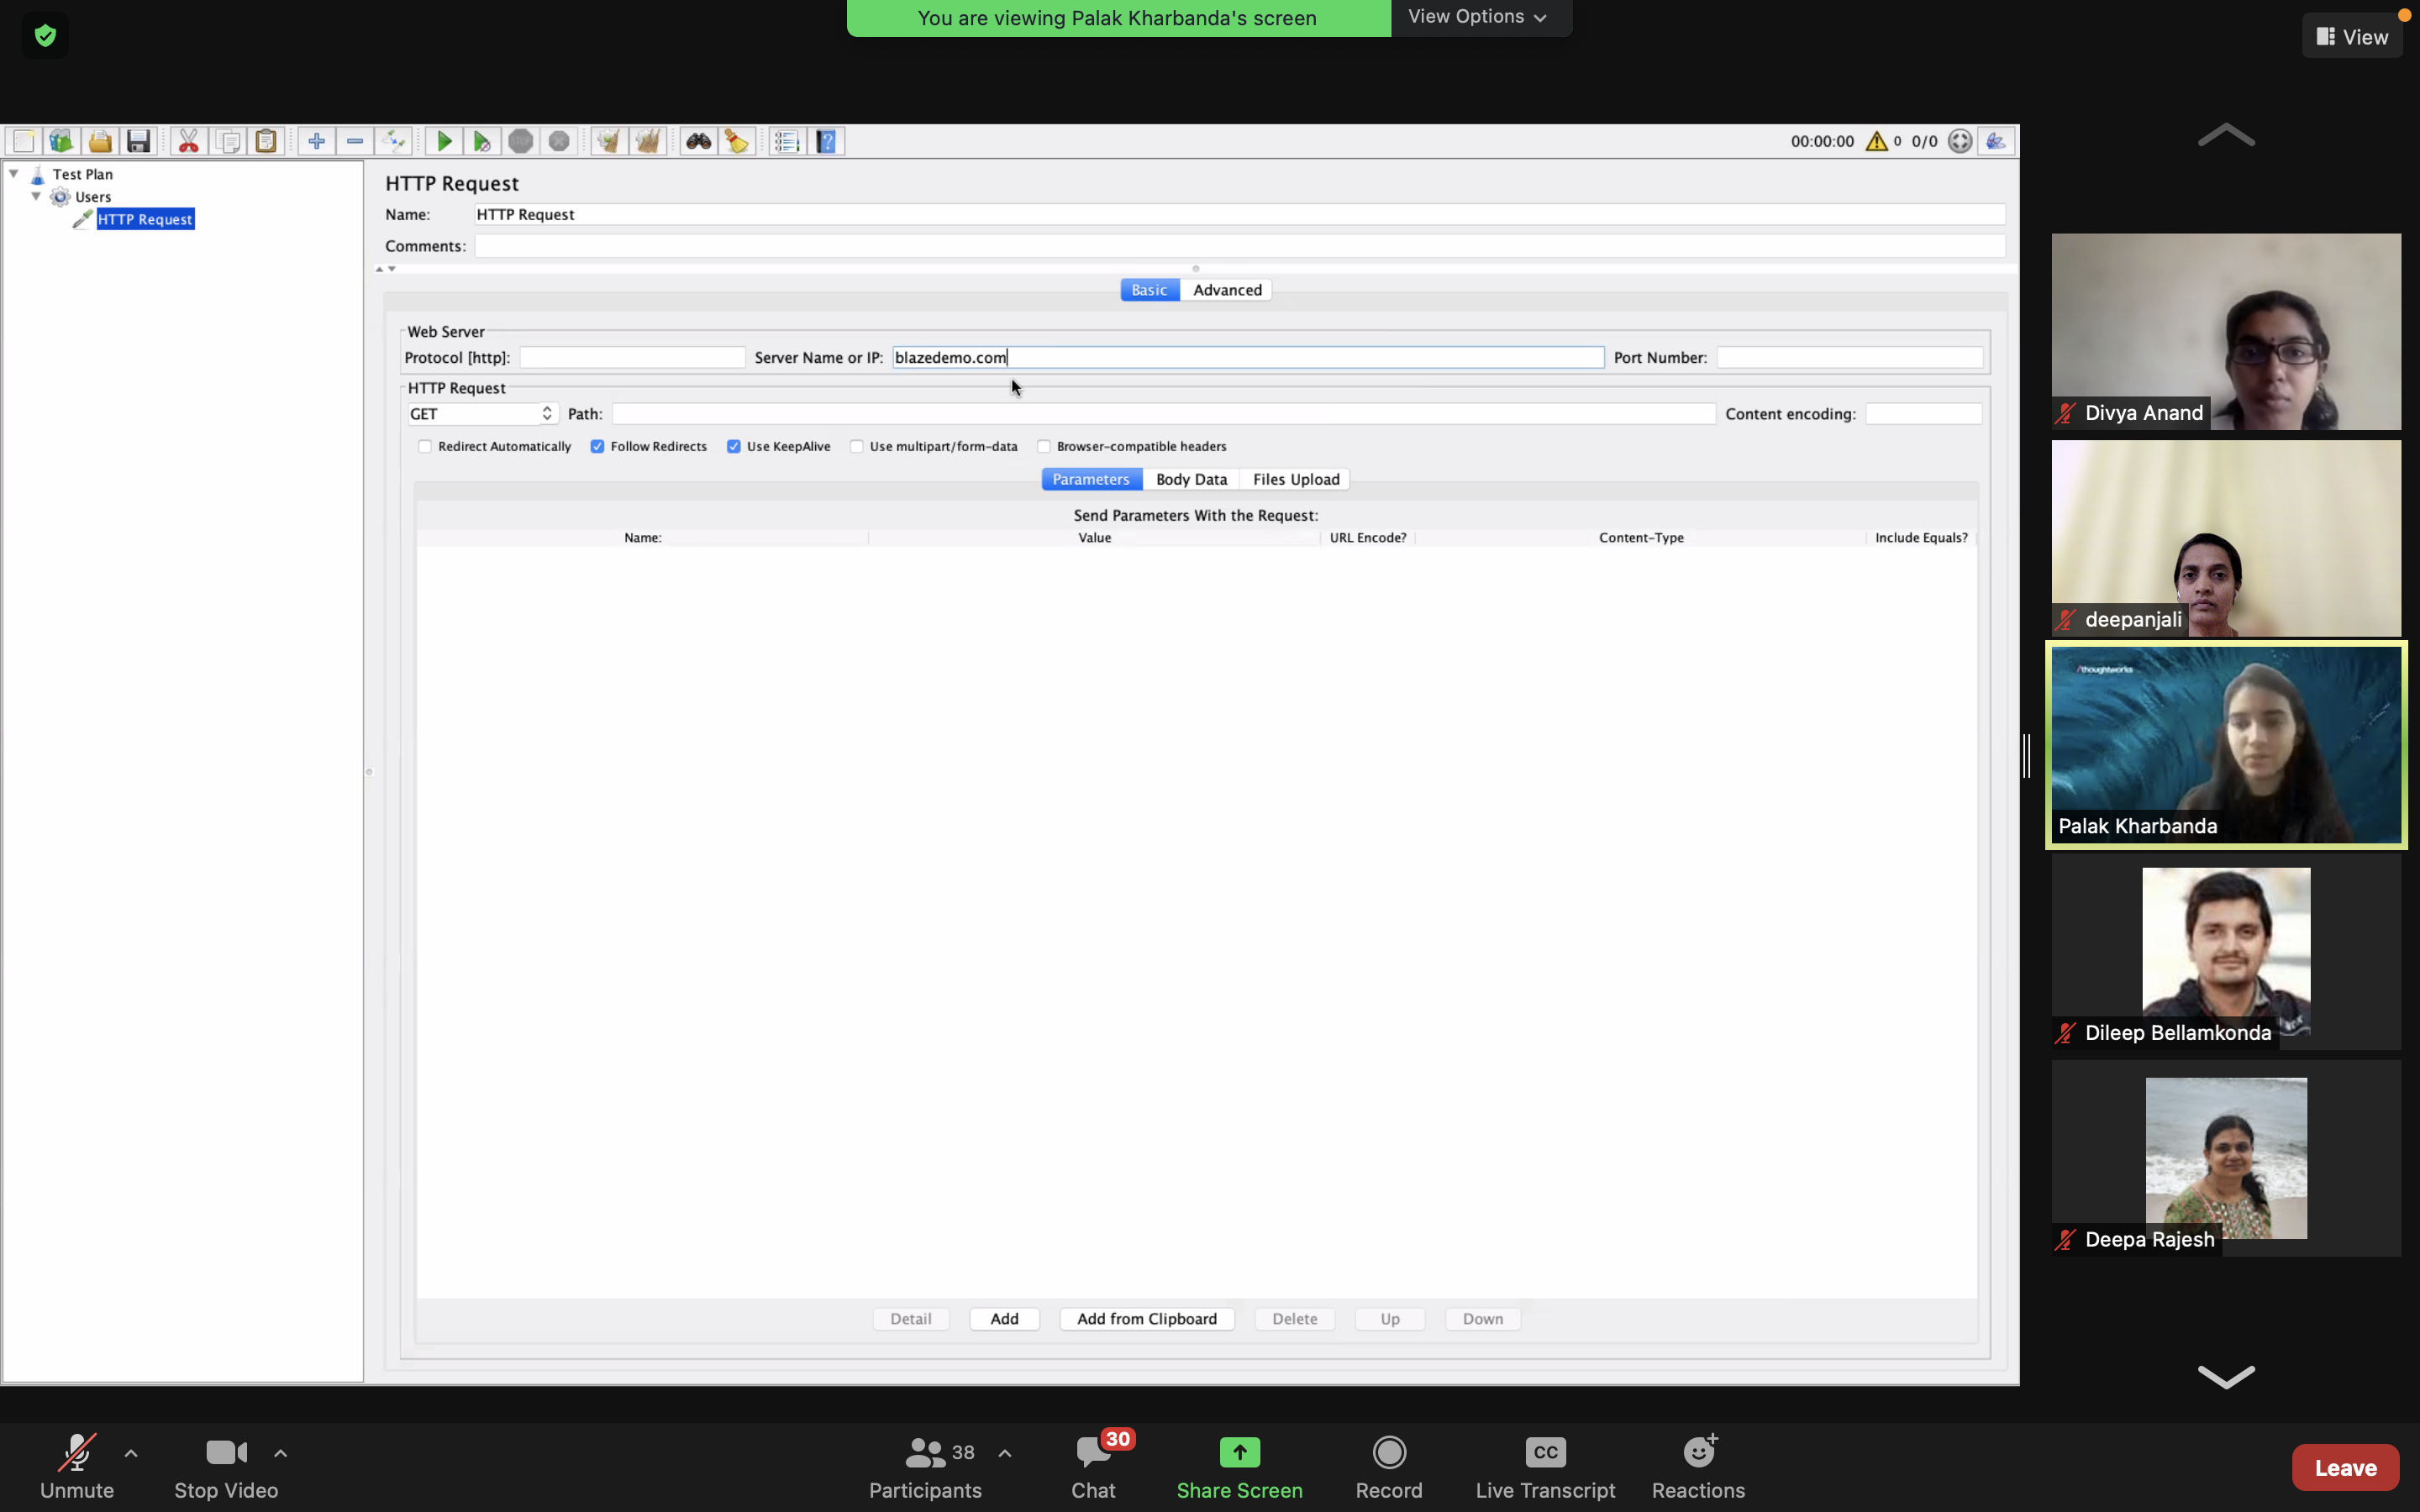 You are viewing Palak Kharbanda's screen
View Options
View
00:00:00 0 0/0
Test Plan
Users
HTTP Request
HTTP Request
Name: HTTP Request
Comments:
Basic Advanced
Web Server
Protocol [http]: Server Name or IP: blazedemo.com Port Number:
HTTP Request
GET Path: Content encoding:
Redirect Automatically Follow Redirects Use KeepAlive Use multipart/form-data Browser-compatible headers
Parameters Body Data Files Upload
Send Parameters With the Request:
Name: Value URL Encode? Content-Type Include Equals?
Detail Add Add from Clipboard Delete Up Down
Divya Anand
deepanjali
/thoughtworks
Palak Kharbanda
Dileep Bellamkonda
Deepa Rajesh
Unmute
Stop Video
38
Participants
30
Chat
Share Screen
Record
CC
Live Transcript
Reactions
Leave